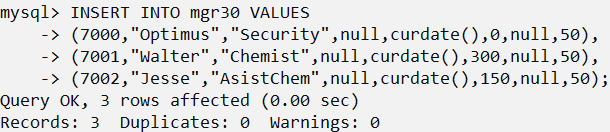 mysql> INSERT INTO mgr30 VALUES
    -> (7000,"Optimus","Security",null,curdate(),0,null,50),
    -> (7001,"Walter","Chemist",null,curdate(),300,null,50),
    -> (7002,"Jesse","AsistChem",null,curdate(),150,null,50);
Query OK, 3 rows affected (0.00 sec)
Records: 3  Duplicates: 0  Warnings: 0